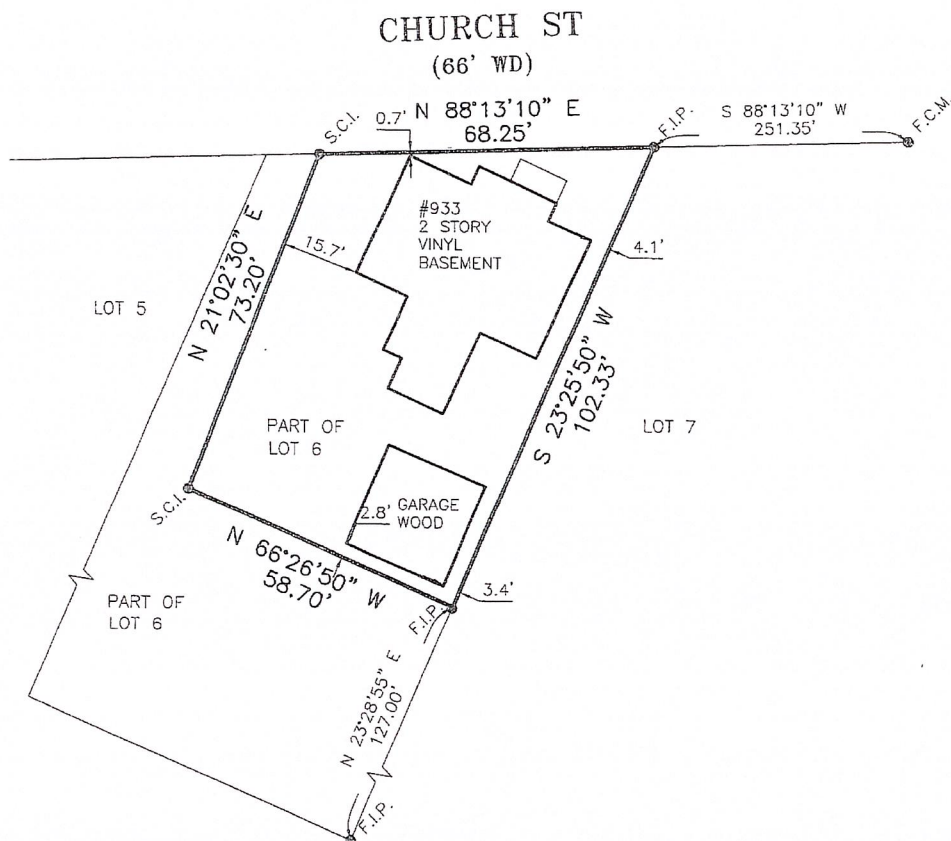 CHURCH ST
(66' WD)
N 88°13'10" E
68.25'
S 88°13'10" W
251.35'
S.C.I.
0.7'
F.I.P.
F.C.M.
#933
2 STORY
VINYL
BASEMENT
15.7'
4.1'
N 21°02'30" E
73.20'
LOT 5
S 23°25'50" W
102.33'
LOT 7
PART OF
LOT 6
S.C.I.
2.8'
GARAGE
WOOD
N 66°26'50" W
58.70'
3.4'
F.I.P.
PART OF
LOT 6
N 23°28'55" E
127.00'
F.I.P.